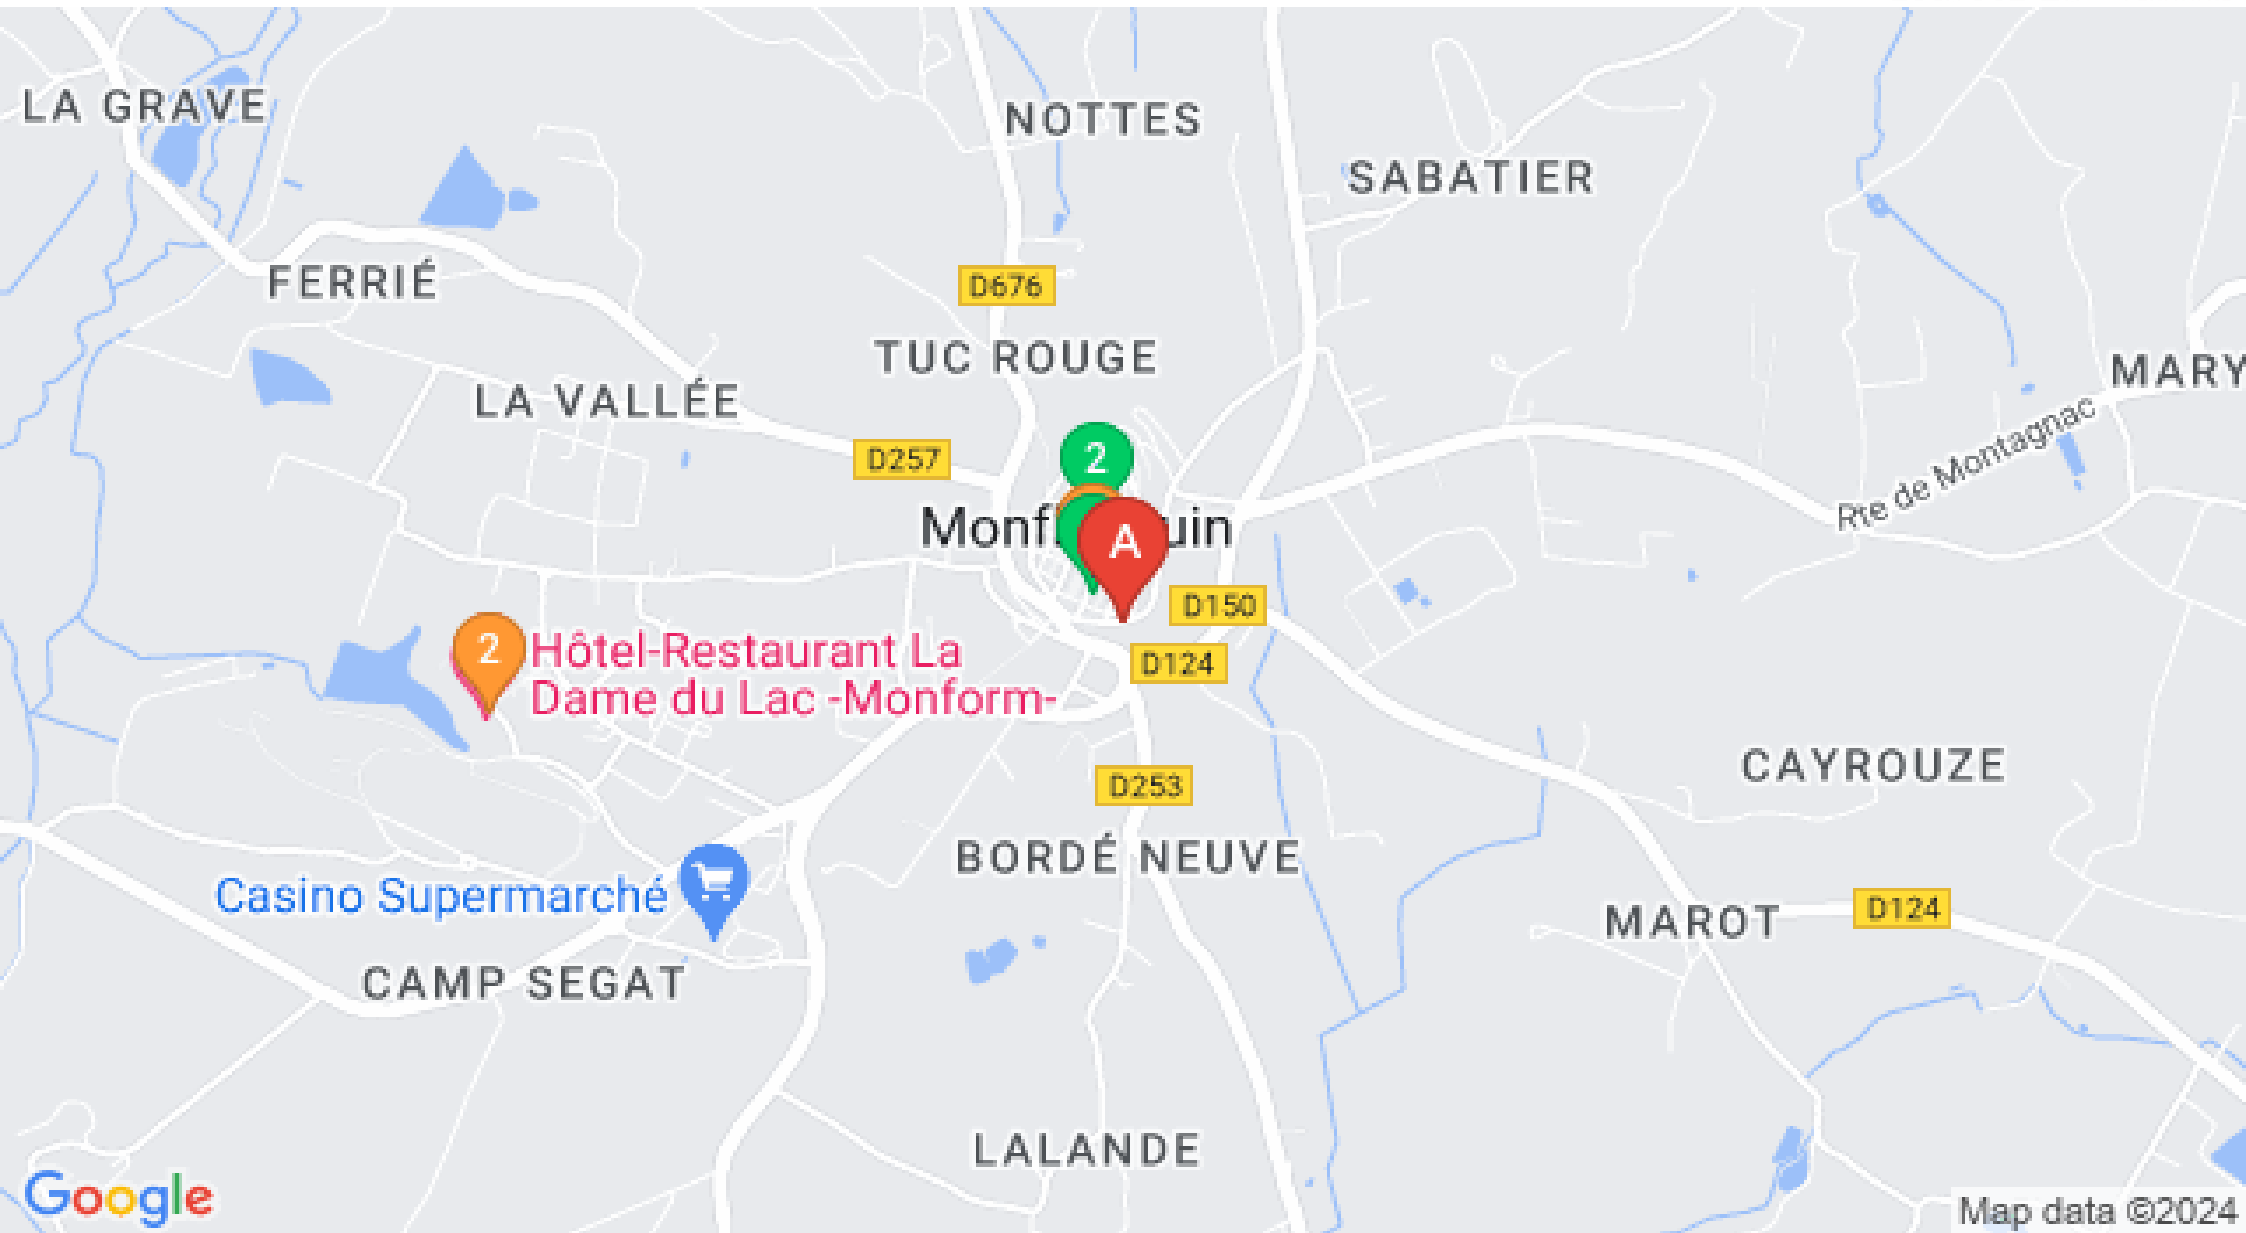 LA GRAVE
NOTTES
SABATIER
FERRIÉ
D676
TUC ROUGE
MARY
LA VALLÉE
Rte de Montagnac
D257
2
A
D150
2
Hôtel-Restaurant La
Dame du Lac -Monform-
D124
D253
CAYROUZE
BORDÉ NEUVE
Casino Supermarché
D124
MAROT
CAMP SEGAT
LALANDE
Google
Map data ©2024